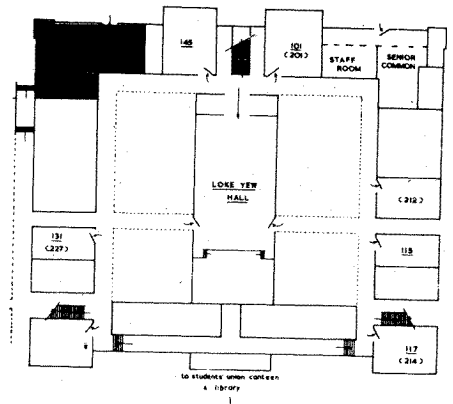 145
101
(201)
STAFF
ROOM
SENIOR
COMMON
LOKE YEW
HALL
(212)
131
(227)
115
117
(214)
to students' union canteen
& library